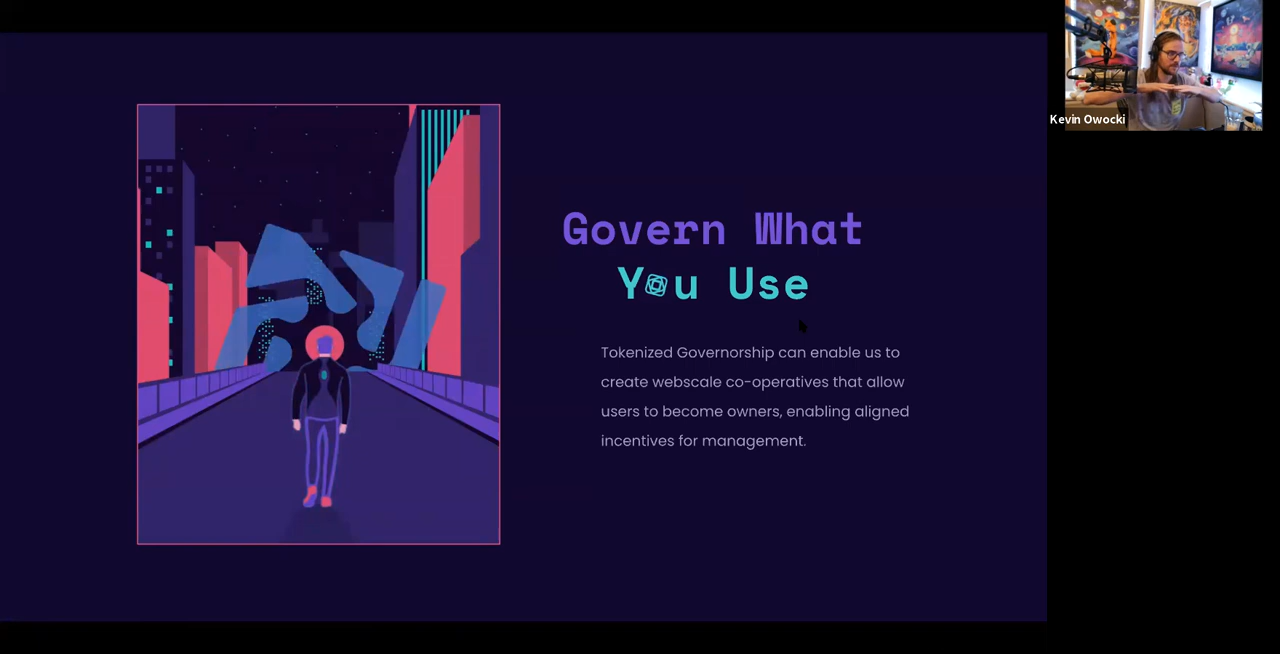 Govern What
You Use
Tokenized Governorship can enable us to
create webscale co-operatives that allow
users to become owners, enabling aligned
incentives for management.
Kevin Owocki